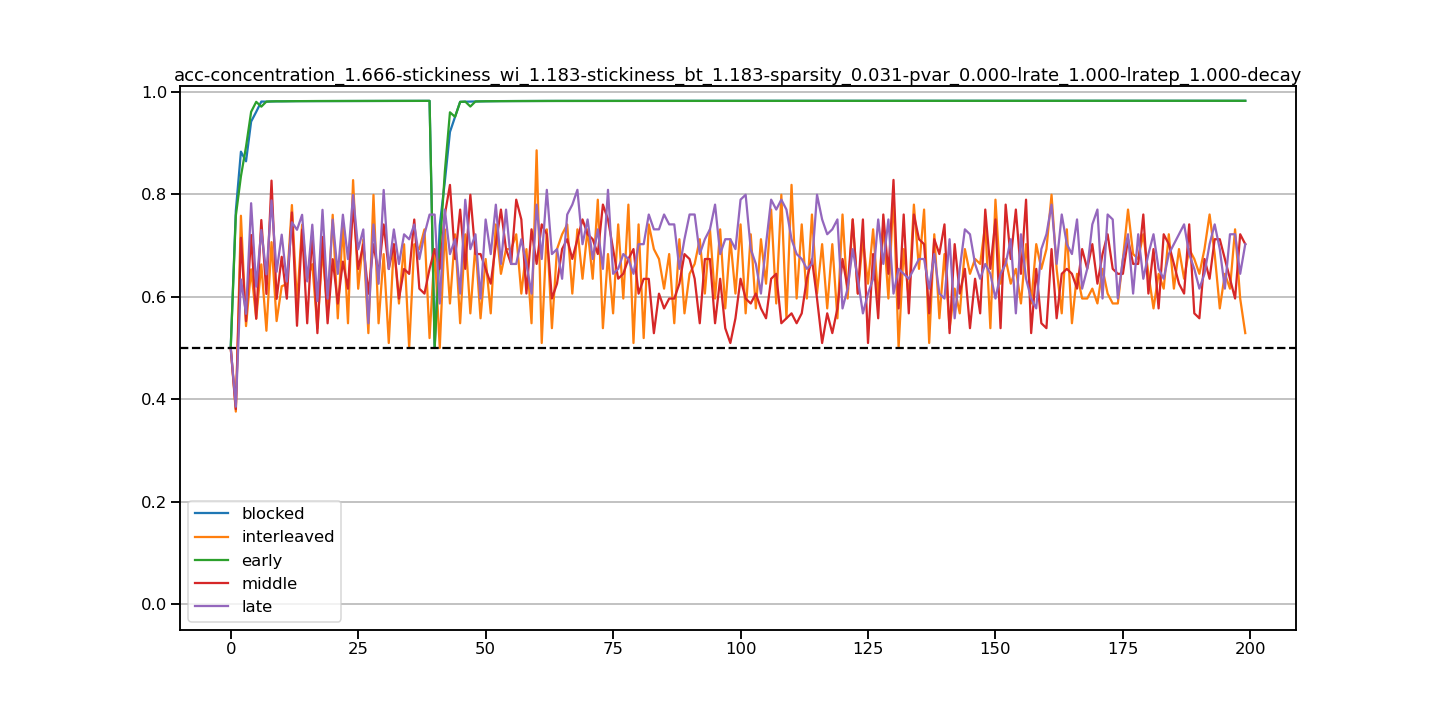 acc-concentration_1.666-stickiness_wi_1.183-stickiness_bt_1.183-sparsity_0.031-pvar_0.000-lrate_1.000-lratep_1.000-decay
1.0
0.8
0.6
0.4
0.2
0.0
blocked
interleaved
early
middle
late
0 25 50 75 100 125 150 175 200